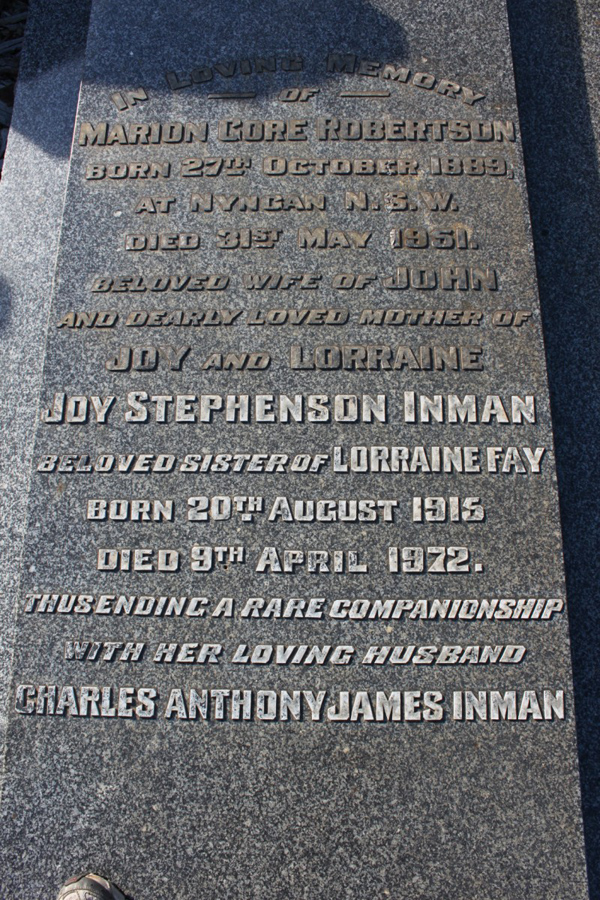 IN LOVING MEMORY
OF
MARION GORE ROBERTSON
BORN 27TH OCTOBER 1889,
AT NYNGAN N.S.W.
DIED 31ST MAY 1951.
BELOVED WIFE OF JOHN
AND DEARLY LOVED MOTHER OF
JOY AND LORRAINE
JOY STEPHENSON INMAN
BELOVED SISTER OF LORRAINE FAY
BORN 20TH AUGUST 1915
DIED 9TH APRIL 1972.
THUS ENDING A RARE COMPANIONSHIP
WITH HER LOVING HUSBAND
CHARLES ANTHONY JAMES INMAN